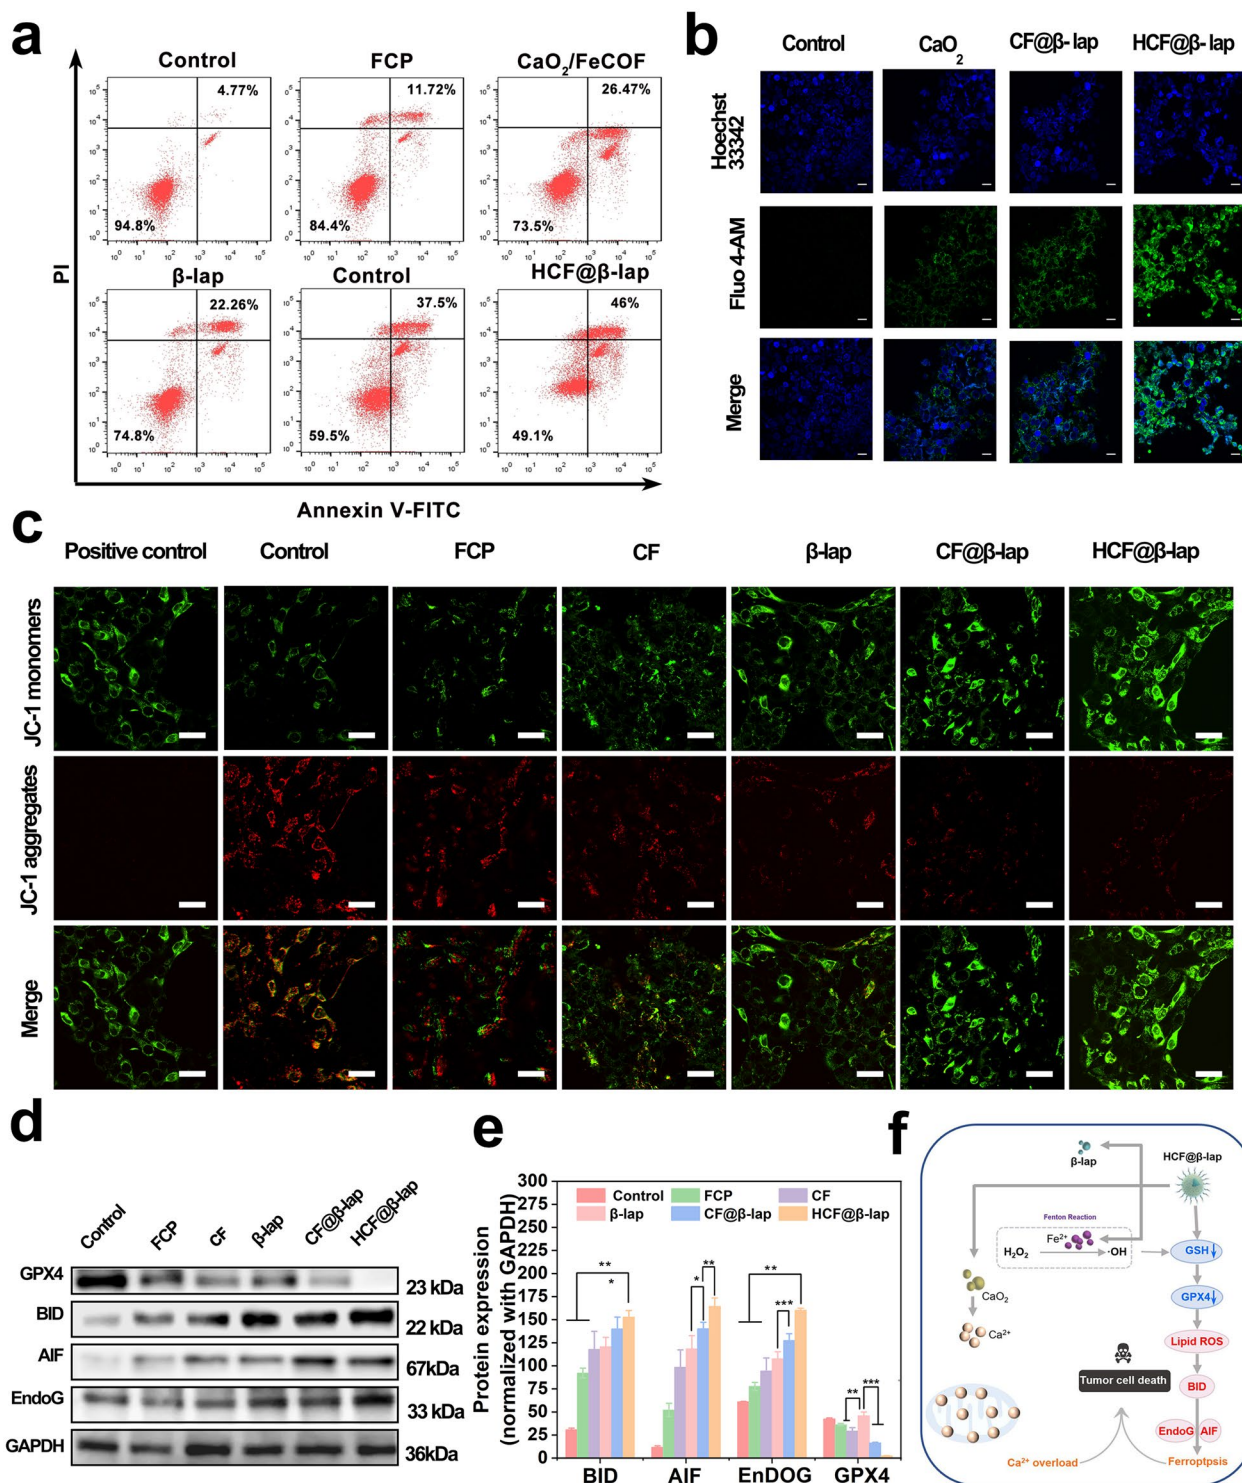 a
Control
FCP
CaO2/FeCOF
4.77%
11.72%
26.47%
94.8%
84.4%
73.5%
β-lap
Control
HCF@β-lap
22.26%
37.5%
46%
74.8%
59.5%
49.1%
PI
Annexin V-FITC
b
Control
CaO2
CF@β- lap
HCF@β- lap
Hoechst
33342
Fluo 4-AM
Merge
c
Positive control
Control
FCP
CF
β-lap
CF@β-lap
HCF@β-lap
JC-1 monomers
JC-1 aggregates
Merge
d
Control
FCP
CF
β-lap
CF@β-lap
HCF@β-lap
GPX4
23 kDa
BID
22 kDa
AIF
67kDa
EndoG
33 kDa
GAPDH
36kDa
e
Protein expression
(normalized with GAPDH)
300
275
250
225
200
175
150
125
100
75
50
25
0
Control
FCP
CF
β-lap
CF@β-lap
HCF@β-lap
**
*
*
**
***
**
**
***
BID
AIF
EnDOG
GPX4
f
β-lap
HCF@β-lap
Fenton Reaction
Fe2+
H2O2
·OH
GSH↓
CaO2
GPX4↓
Ca2+
Lipid ROS
Tumor cell death
BID
EndoG
AIF
Ca2+ overload
Ferroptpsis